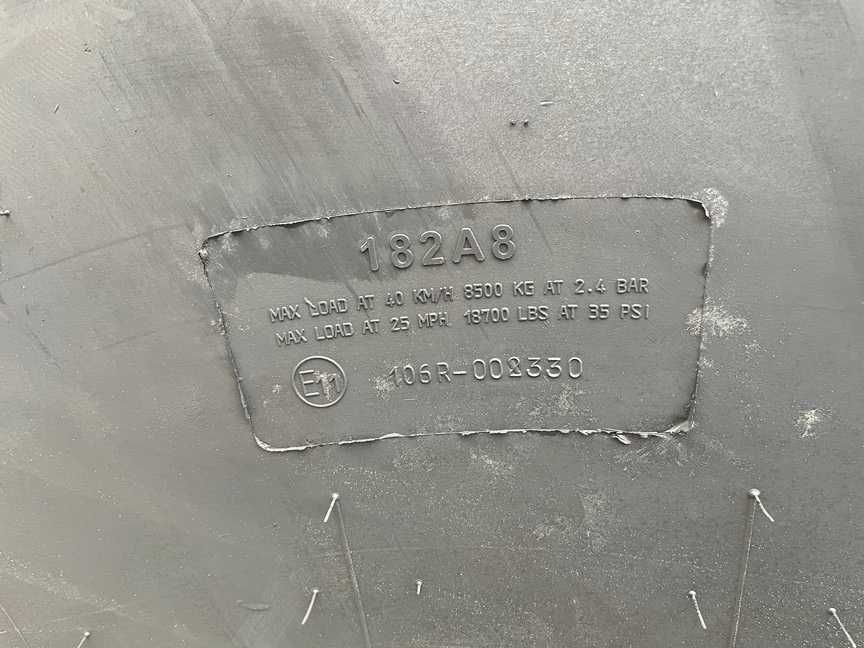 182A8
MAX LOAD AT 40 KM/H 8500 KG AT 2.4 BAR
MAX LOAD AT 25 MPH 18700 LBS AT 35 PSI
E11 106R-002330